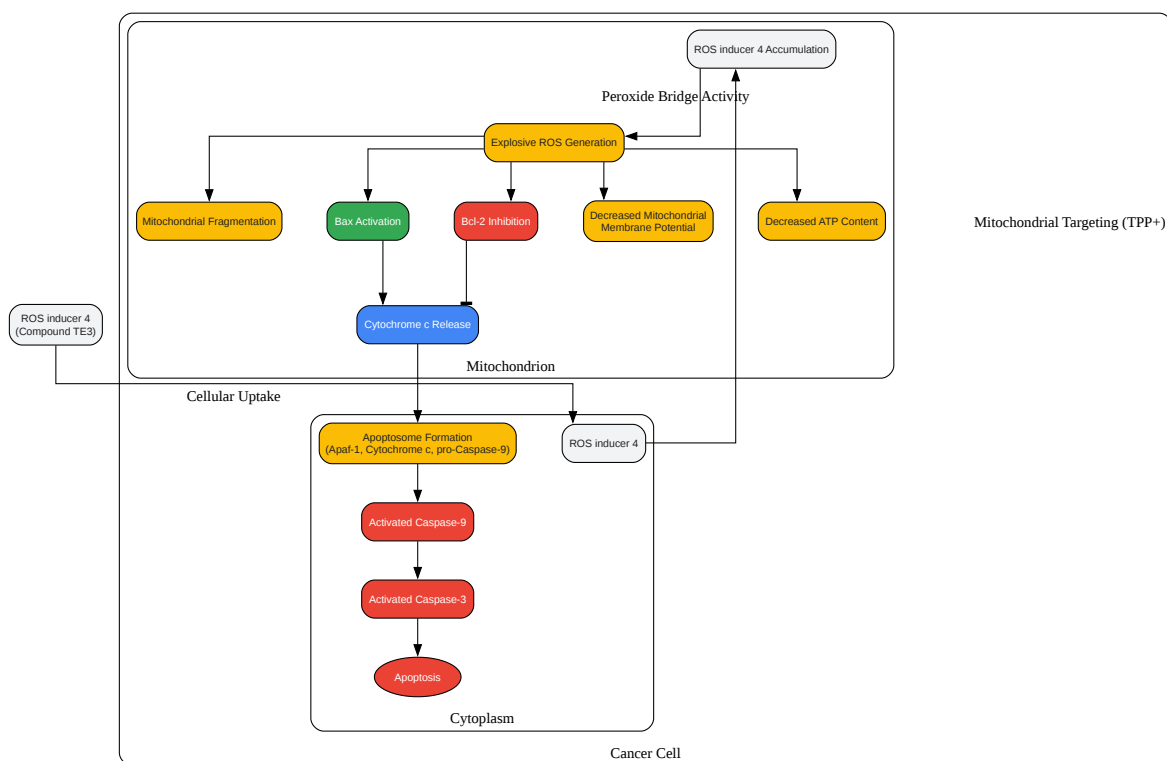 ROS inducer 4 Accumulation
Peroxide Bridge Activity
Explosive ROS Generation
Mitochondrial Fragmentation
Bax Activation
Bcl-2 Inhibition
Decreased Mitochondrial
Membrane Potential
Decreased ATP Content
Mitochondrial Targeting (TPP+)
ROS inducer 4
(Compound TE3)
Cytochrome c Release
Mitochondrion
Cellular Uptake
Apoptosome Formation
(Apaf-1, Cytochrome c, pro-Caspase-9)
ROS inducer 4
Activated Caspase-9
Activated Caspase-3
Apoptosis
Cytoplasm
Cancer Cell